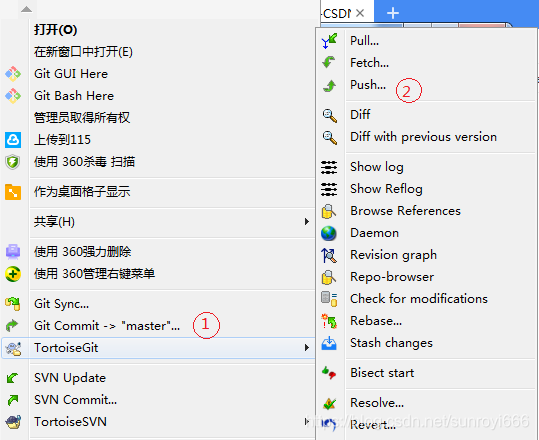 打开(O)
在新窗口中打开(E)
Git GUI Here
Git Bash Here
管理员取得所有权
上传到115
使用 360杀毒 扫描
作为桌面格子显示
共享(H)
使用 360强力删除
使用 360管理右键菜单
Git Sync...
Git Commit -> "master"...
1
TortoiseGit
SVN Update
SVN Commit...
TortoiseSVN
-CSDN
Pull...
Fetch...
Push...
2
Diff
Diff with previous version
Show log
Show Reflog
Browse References
Daemon
Revision graph
Repo-browser
Check for modifications
Rebase...
Stash changes
Bisect start
Resolve...
Revert...